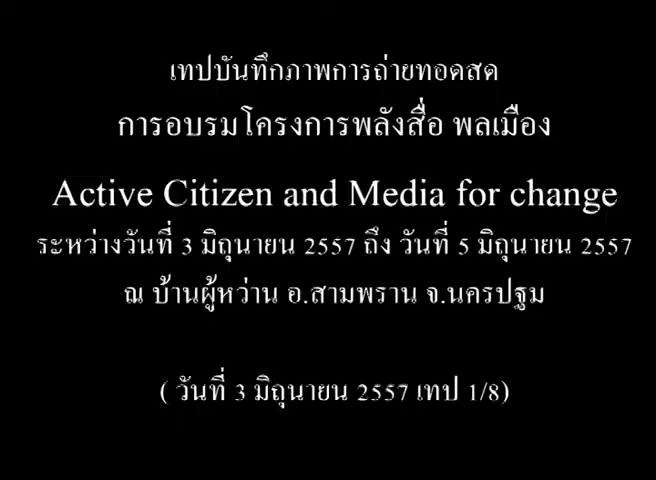 เทปบันทึกภาพการถ่ายทอดสด
การอบรมโครงการพลังสื่อ พลเมือง
Active Citizen and Media for change
ระหว่างวันที่ 3 มิถุนายน 2557 ถึง วันที่ 5 มิถุนายน 2557
ณ บ้านผู้หว่าน อ.สามพราน จ.นครปฐม
( วันที่ 3 มิถุนายน 2557 เทป 1/8)